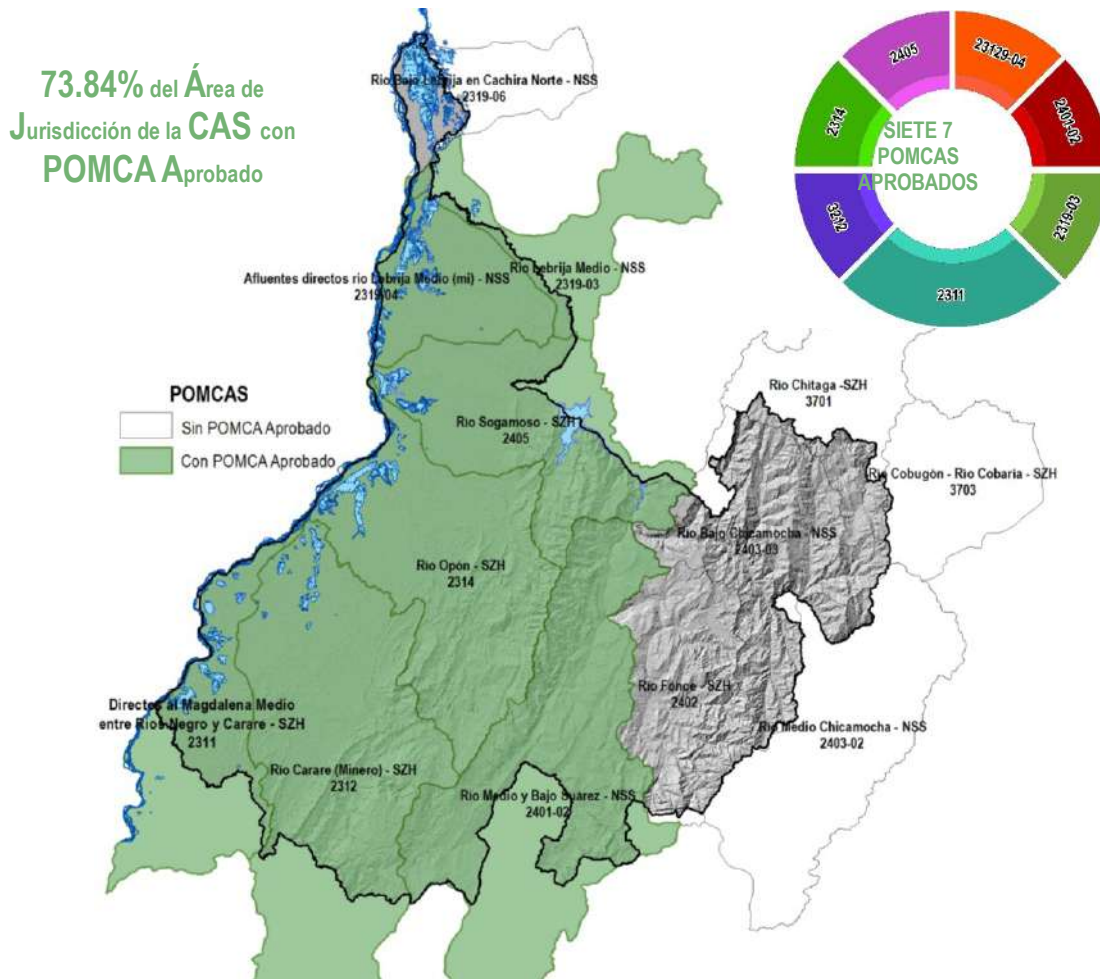 73.84% del Área de
Jurisdicción de la CAS con
POMCA Aprobado
Rio Bajo Lebrija en Cachira Norte - NSS
2319-06
2405
23129-04
2314
2401-02
SIETE 7
POMCAS
APROBADOS
3212
2319-03
2311
Afluentes directos río Lebrija Medio (mi) - NSS
2319-04
Rio Lebrija Medio - NSS
2319-03
POMCAS
Sin POMCA Aprobado
Con POMCA Aprobado
Rio Chitaga -SZH
3701
Rio Sogamoso - SZH
2405
Rio Cobugón - Rio Cobaria - SZH
3703
Rio Bajo Chicamocha - NSS
2403-03
Rio Opón - SZH
2314
Rio Fonce - SZH
2402
Directos al Magdalena Medio
entre Ríos Negro y Carare - SZH
2311
Rio Medio Chicamocha - NSS
2403-02
Rio Carare (Minero) - SZH
2312
Rio Medio y Bajo Suárez - NSS
2401-02